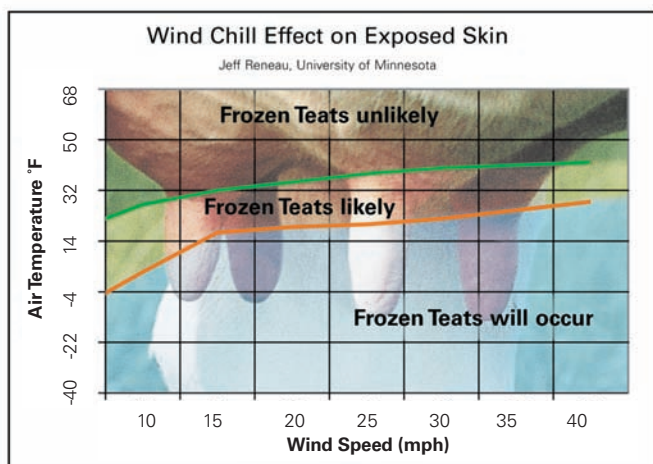 Wind Chill Effect on Exposed Skin
Jeff Reneau, University of Minnesota
68
50
32
14
-4
-22
-40
Air Temperature °F
Frozen Teats unlikely
Frozen Teats likely
Frozen Teats will occur
10 15 20 25 30 35 40
Wind Speed (mph)